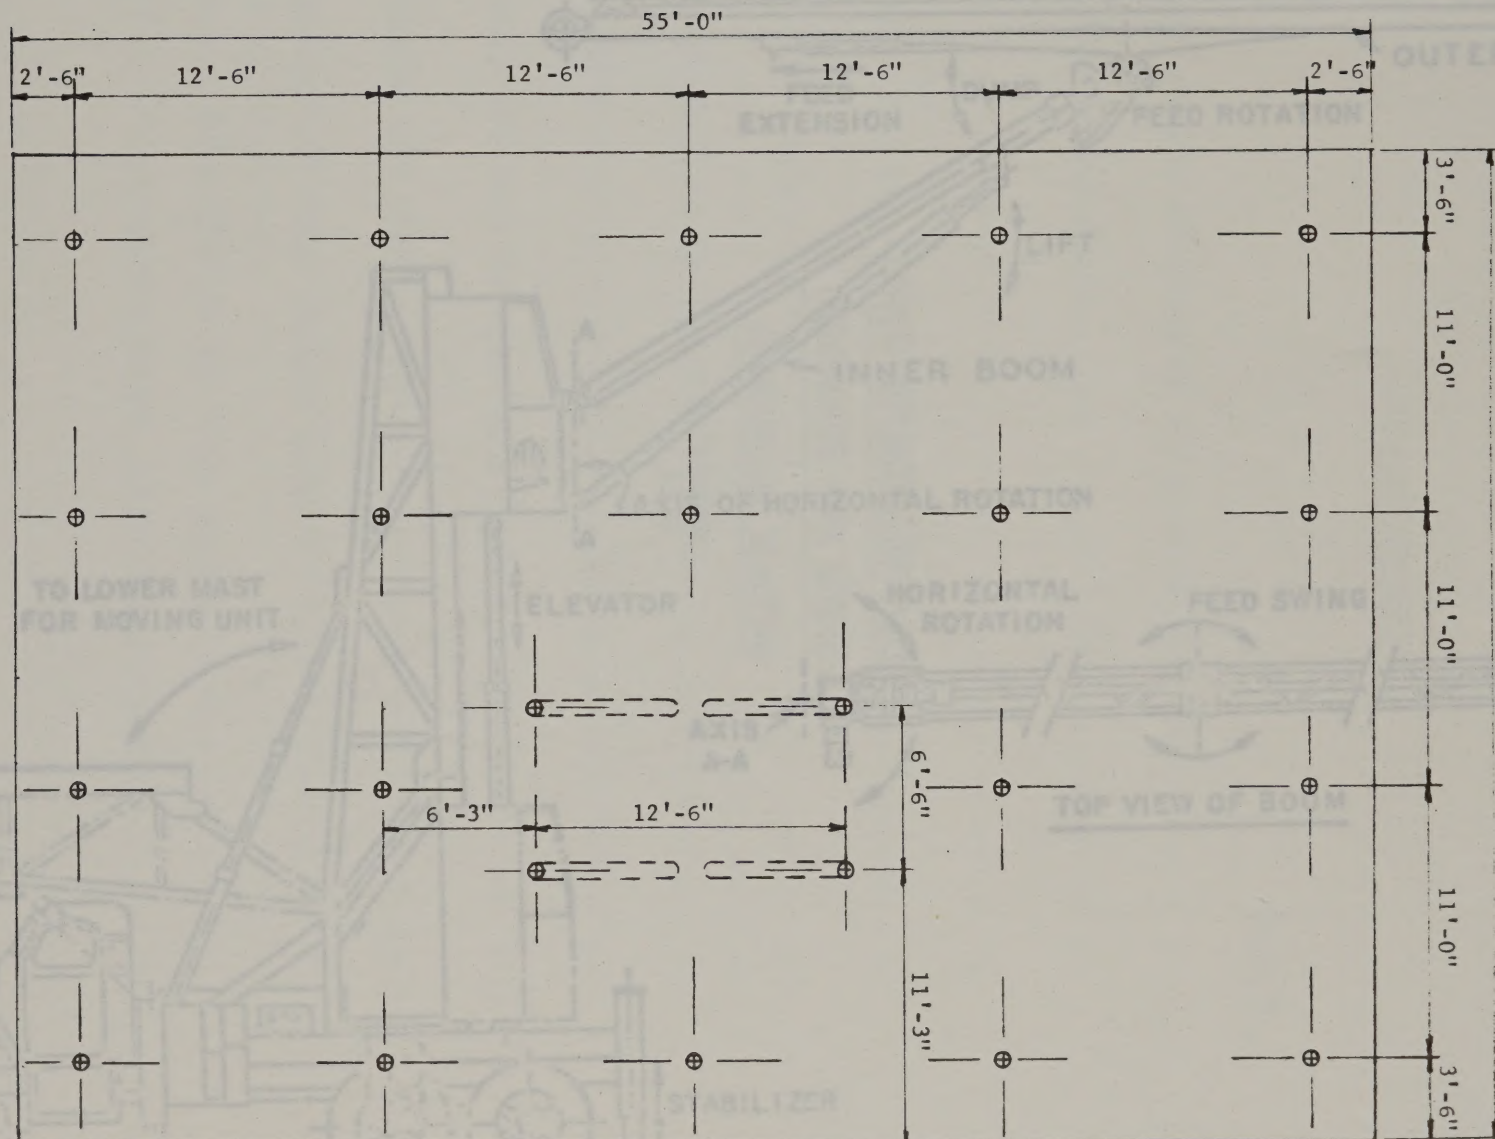 55'-0"
2'-6" 12'-6" 12'-6" 12'-6" 12'-6" 2'-6"
OUTER
FEED
EXTENSION
FEED ROTATION
3'-6"
LIFT
11'-0"
INNER BOOM
AXIS OF HORIZONTAL ROTATION
TO LOWER MAST
FOR MOVING UNIT
ELEVATOR
HORIZONTAL
ROTATION
FEED SWING
11'-0"
AXIS
A-A
6'-6"
6'-3" 12'-6"
TOP VIEW OF BOOM
11'-0"
11'-3"
3'-6"
STABILIZER